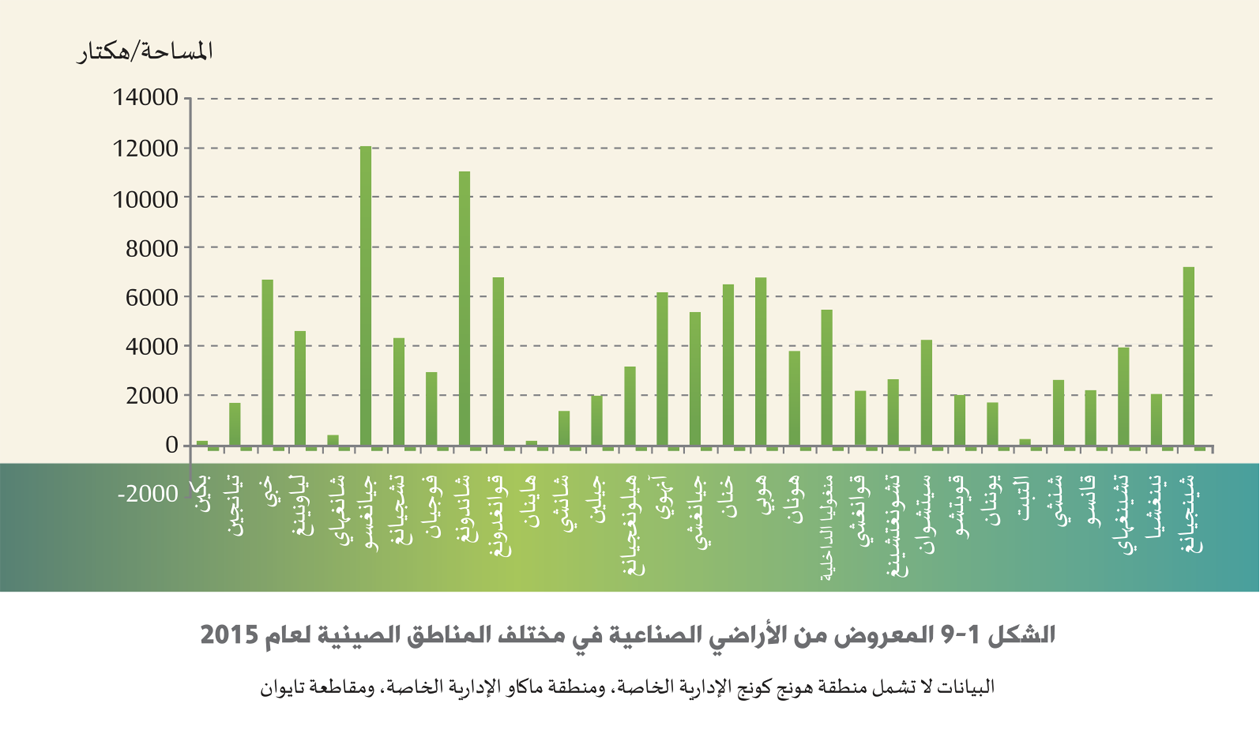 المساحة/هكتار
14000
12000
10000
8000
6000
4000
2000
0
-2000
بكين
تيانجين
خبي
لياونينغ
شانغهاي
جيانغسو
تشجيانغ
فوجيان
شاندونغ
قوانغدونغ
هاينان
شانشي
جيلين
هيلونغجيانغ
آنهوي
جيانغشي
خنان
هوبي
هونان
منغوليا الداخلية
قوانغشي
تشونغتشينغ
سيتشوان
قويتشو
يوننان
التبت
شنشي
قانسو
تشينغهاي
نينغشيا
شينجيانغ
الشكل 1-9 المعروض من الأراضي الصناعية في مختلف المناطق الصينية لعام 2015
البيانات لا تشمل منطقة هونج كونج الإدارية الخاصة، ومنطقة ماكاو الإدارية الخاصة، ومقاطعة تايوان